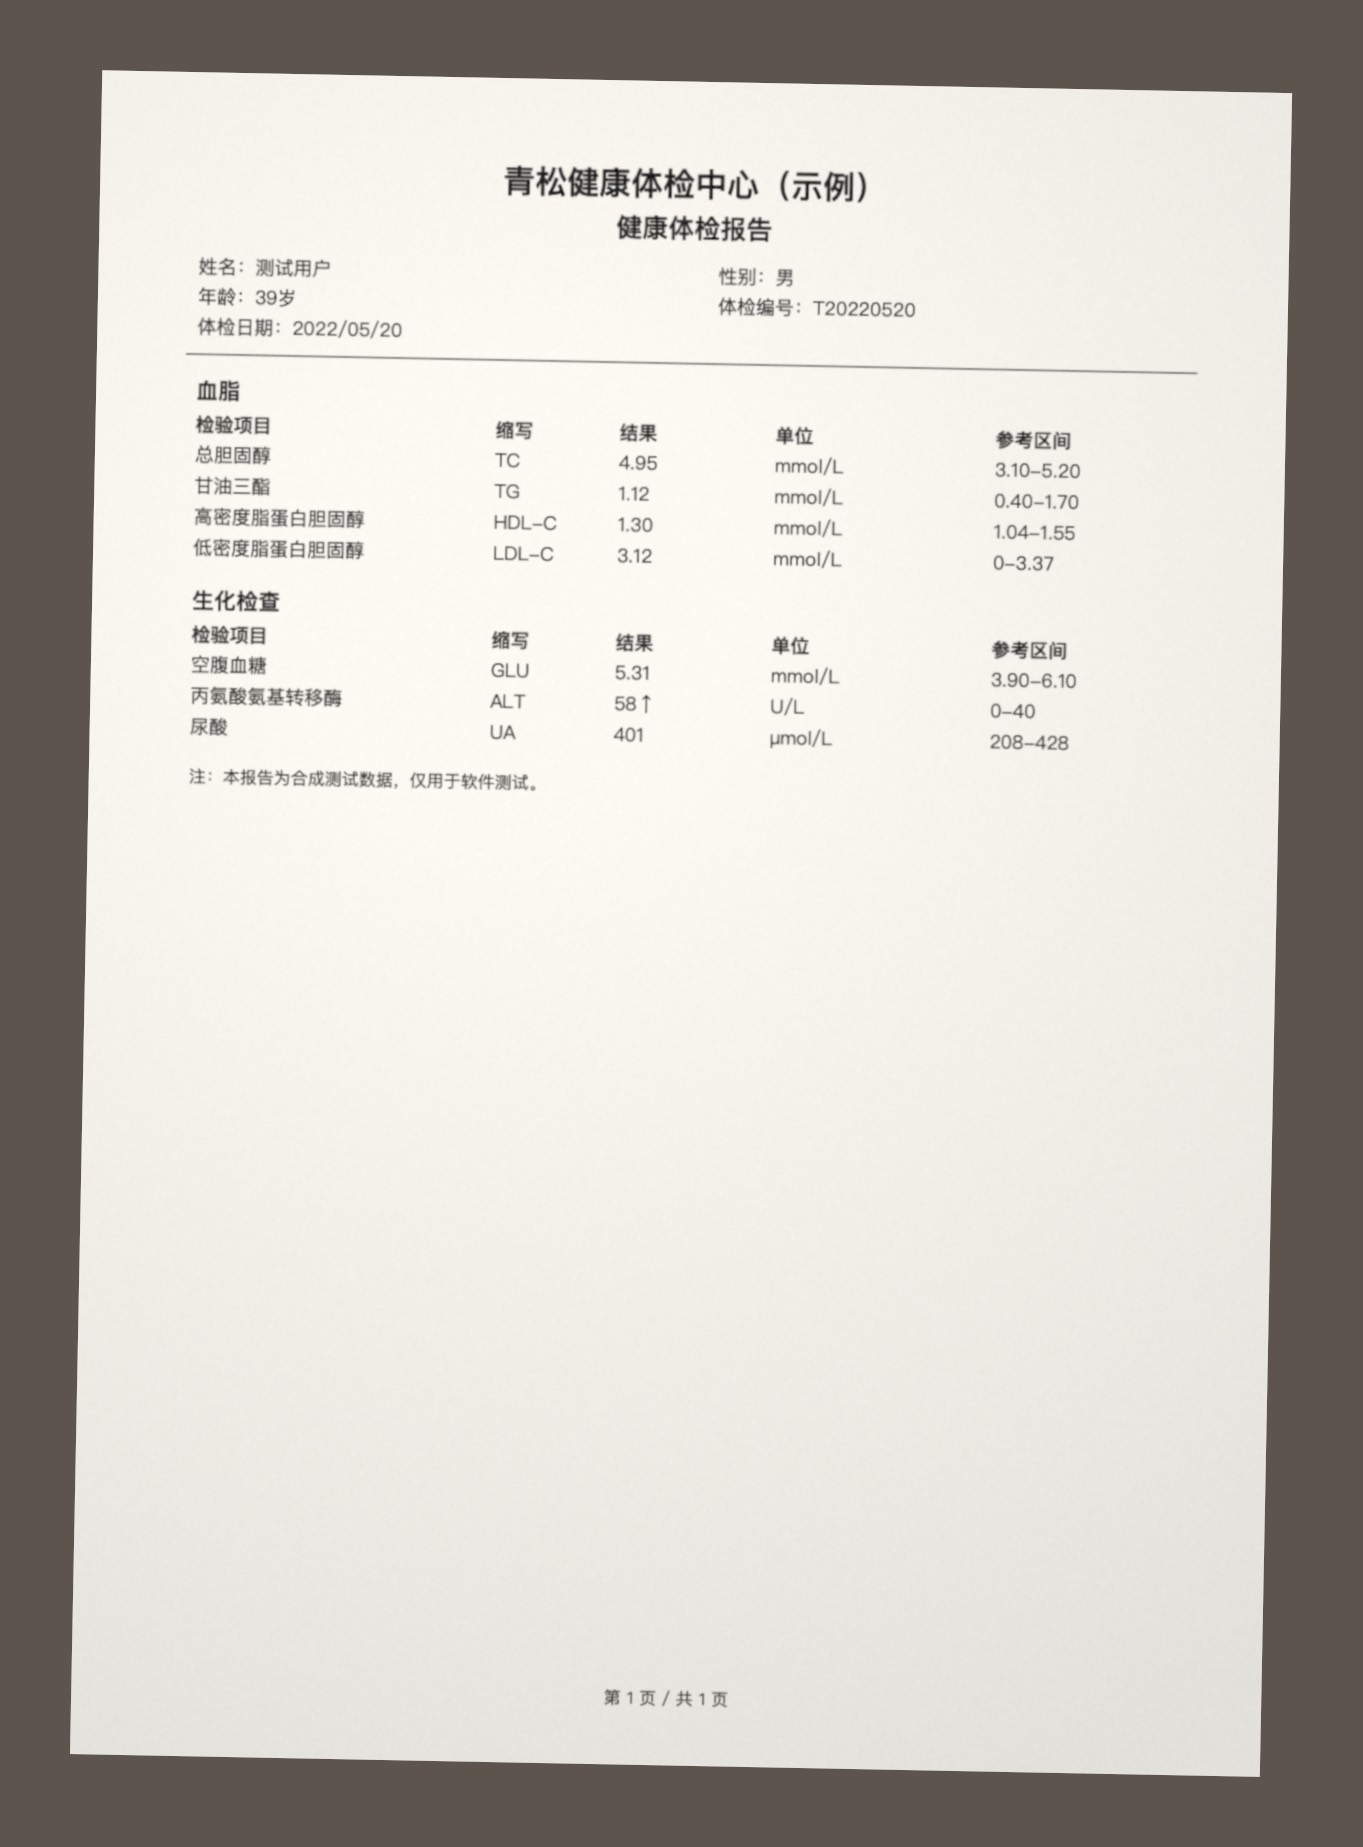 青松健康体检中心（示例）
健康体检报告
姓名：测试用户 性别：男
年龄：39岁 体检编号：T20220520
体检日期：2022/05/20
血脂
检验项目 缩写 结果 单位 参考区间
总胆固醇 TC 4.95 mmol/L 3.10–5.20
甘油三酯 TG 1.12 mmol/L 0.40–1.70
高密度脂蛋白胆固醇 HDL–C 1.30 mmol/L 1.04–1.55
低密度脂蛋白胆固醇 LDL–C 3.12 mmol/L 0–3.37
生化检查
检验项目 缩写 结果 单位 参考区间
空腹血糖 GLU 5.31 mmol/L 3.90–6.10
丙氨酸氨基转移酶 ALT 58↑ U/L 0–40
尿酸 UA 401 μmol/L 208–428
注：本报告为合成测试数据，仅用于软件测试。
第 1 页 / 共 1 页